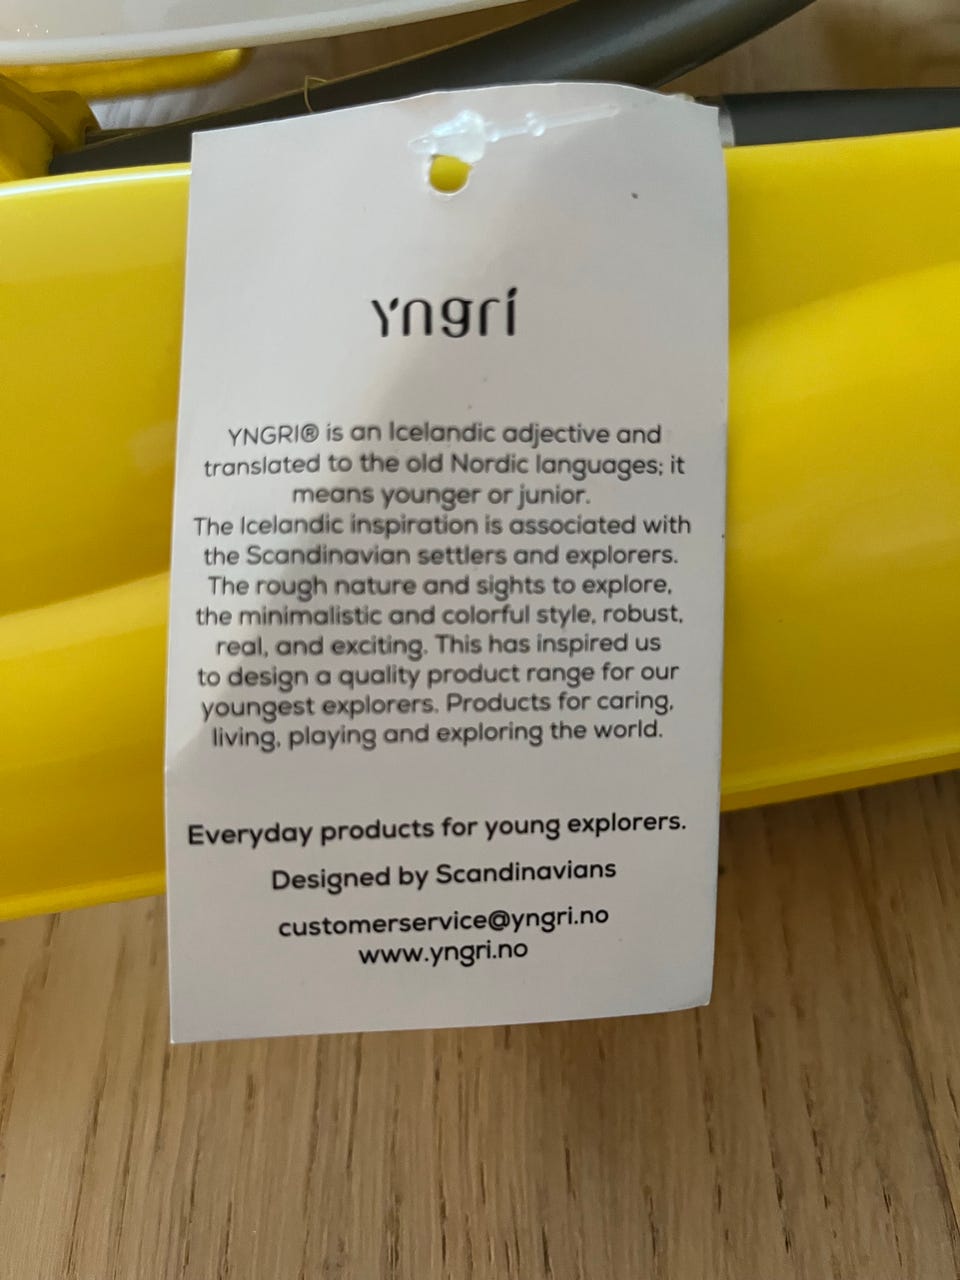 yngrí
YNGRI® is an Icelandic adjective and
translated to the old Nordic languages; it
means younger or junior.
The Icelandic inspiration is associated with
the Scandinavian settlers and explorers.
The rough nature and sights to explore,
the minimalistic and colorful style, robust,
real, and exciting. This has inspired us
to design a quality product range for our
youngest explorers. Products for caring,
living, playing and exploring the world.
Everyday products for young explorers.
Designed by Scandinavians
customerservice@yngri.no
www.yngri.no